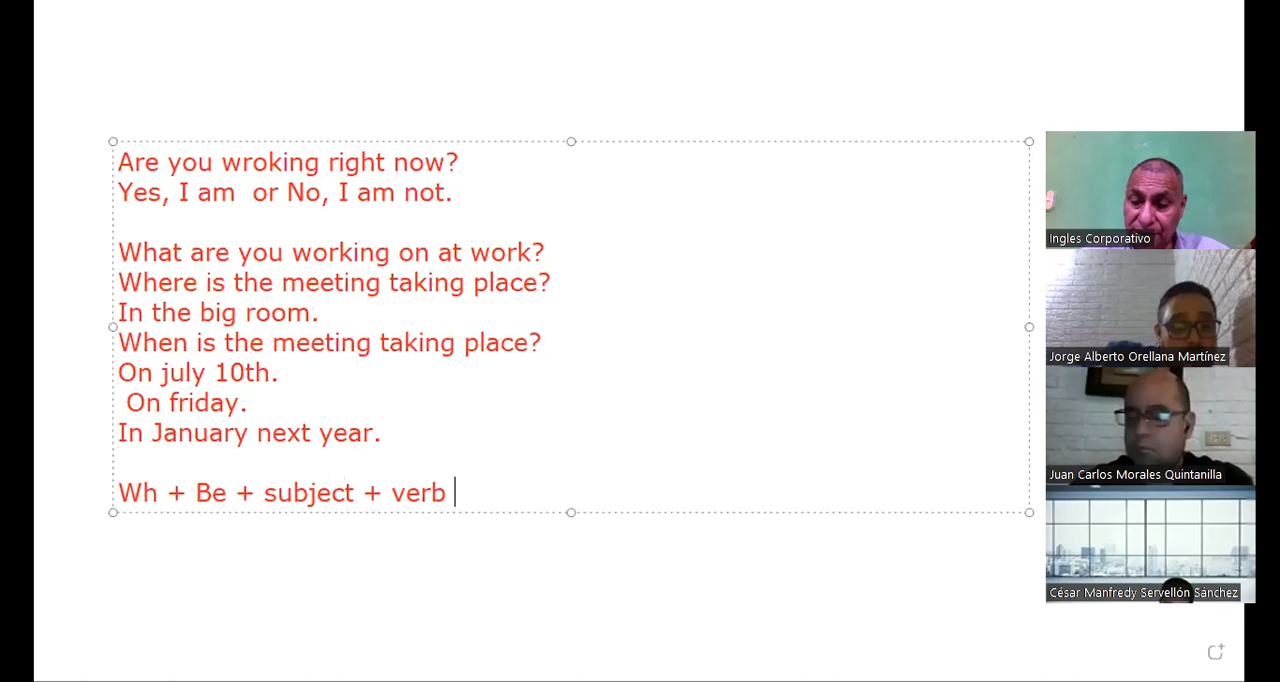 Are you wroking right now?
Yes, I am  or No, I am not.
What are you working on at work?
Where is the meeting taking place?
In the big room.
When is the meeting taking place?
On july 10th.
On friday.
In January next year.
Wh + Be + subject + verb
Ingles Corporativo
Jorge Alberto Orellana Martínez
Juan Carlos Morales Quintanilla
César Manfredy Servellón Sánchez